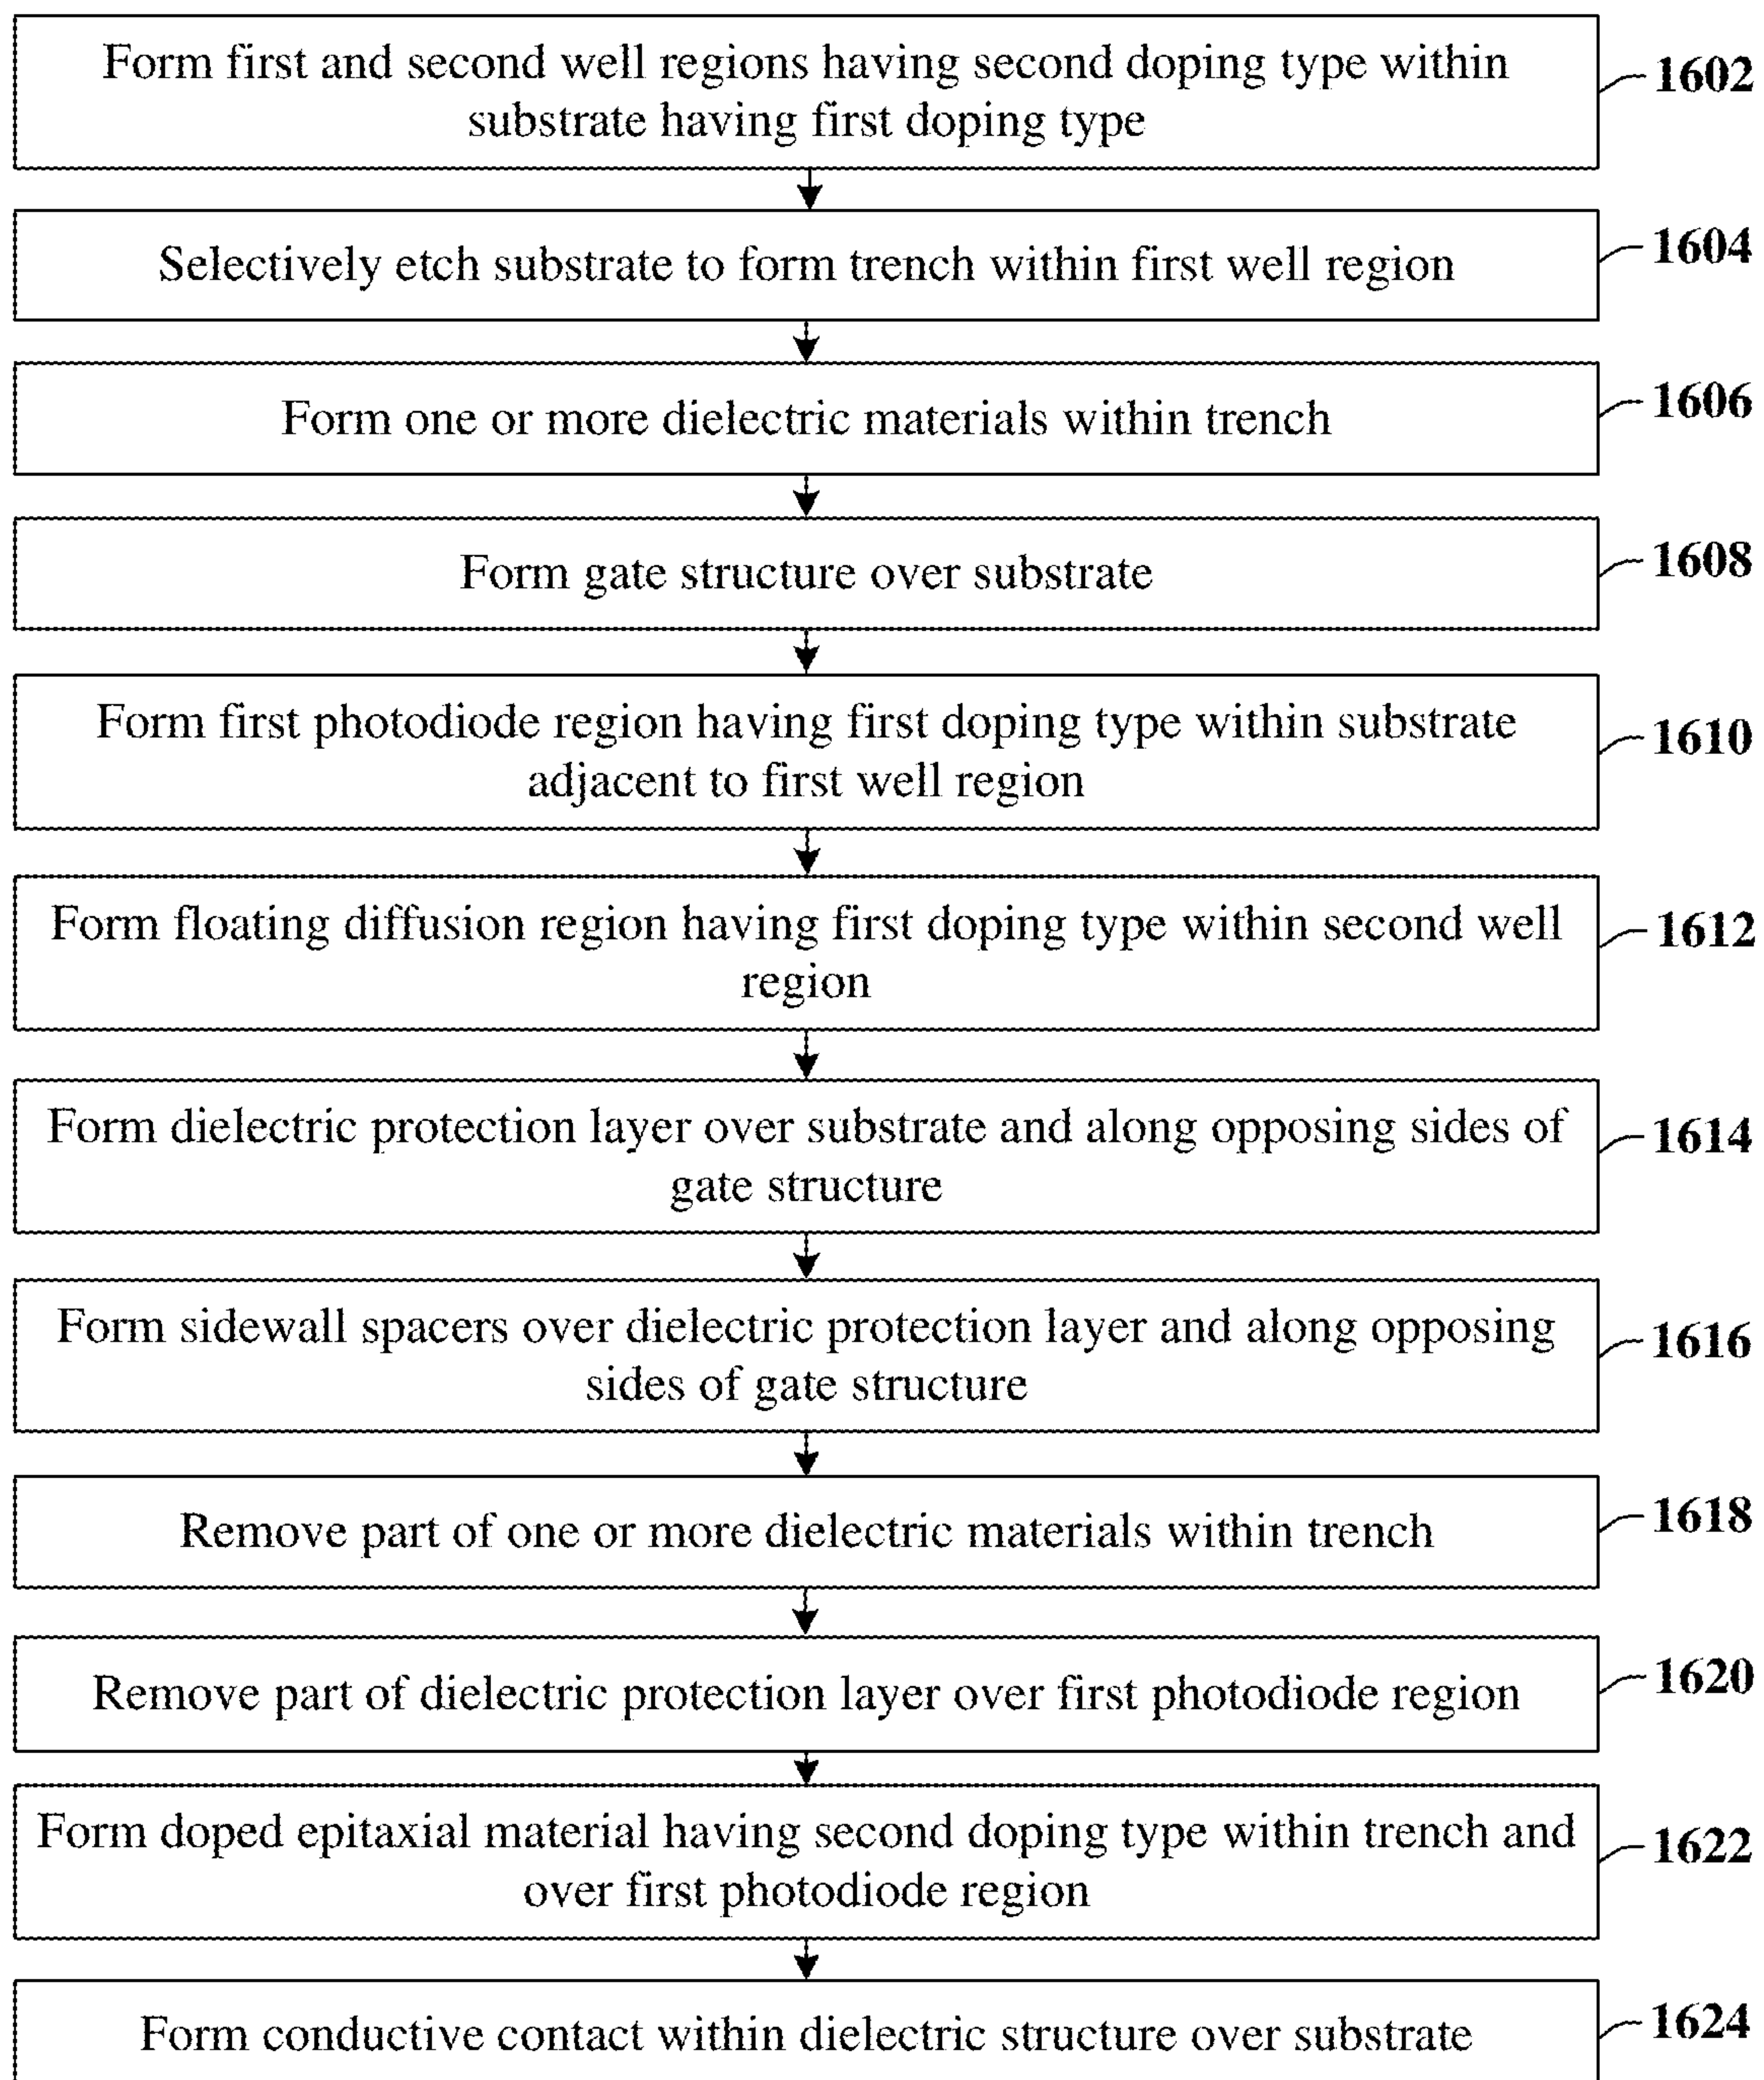 Form first and second well regions having second doping type within
substrate having first doping type
1602
Selectively etch substrate to form trench within first well region
1604
Form one or more dielectric materials within trench
1606
Form gate structure over substrate
1608
Form first photodiode region having first doping type within substrate
adjacent to first well region
1610
Form floating diffusion region having first doping type within second well
region
1612
Form dielectric protection layer over substrate and along opposing sides of
gate structure
1614
Form sidewall spacers over dielectric protection layer and along opposing
sides of gate structure
1616
Remove part of one or more dielectric materials within trench
1618
Remove part of dielectric protection layer over first photodiode region
1620
Form doped epitaxial material having second doping type within trench and
over first photodiode region
1622
Form conductive contact within dielectric structure over substrate
1624